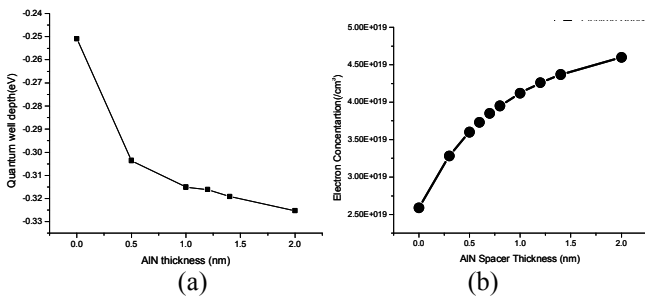 -0.24
-0.25
-0.26
-0.27
-0.28
-0.29
-0.30
-0.31
-0.32
-0.33
Quantum well depth(eV)
0.0 0.5 1.0 1.5 2.0
AlN thickness (nm)
(a)
5.00E+019
4.50E+019
4.00E+019
3.50E+019
3.00E+019
2.50E+019
Electron Concentartion(/cm³)
0.0 0.5 1.0 1.5 2.0
AlN Spacer Thickness (nm)
(b)